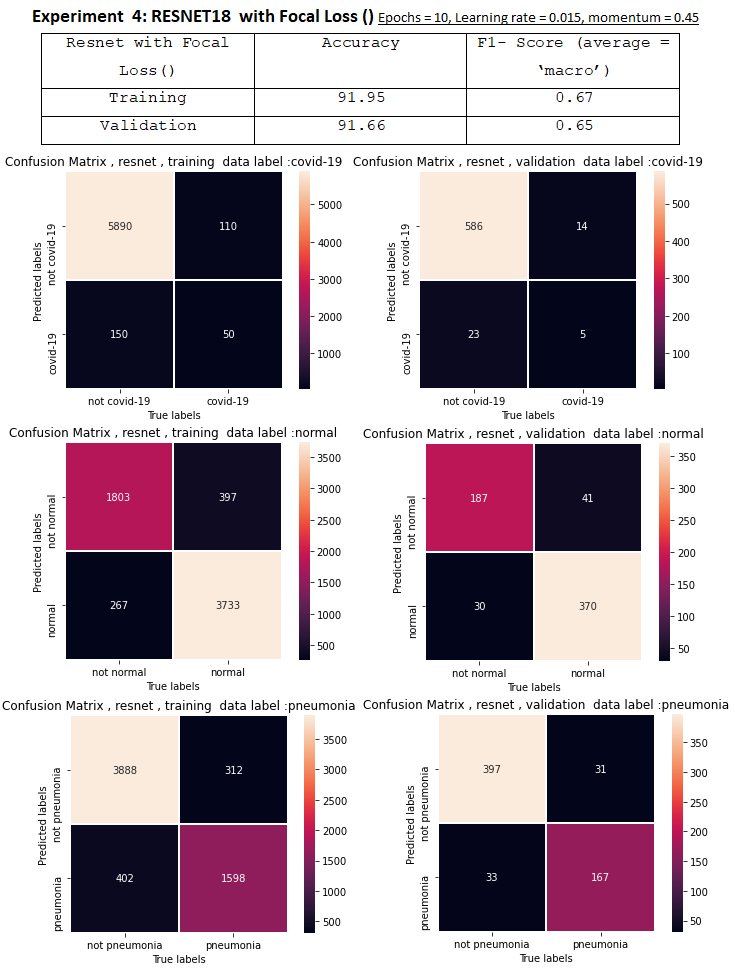 Experiment 4: RESNET18 with Focal Loss () Epochs = 10, Learning rate = 0.015, momentum = 0.45
Resnet with Focal Loss() Accuracy F1- Score (average = ‘macro’)
Training 91.95 0.67
Validation 91.66 0.65
Confusion Matrix , resnet , training data label :covid-19
Predicted labels
not covid-19
covid-19
5890 110
150 50
not covid-19 covid-19
True labels
5000
4000
3000
2000
1000
Confusion Matrix , resnet , validation data label :covid-19
Predicted labels
not covid-19
covid-19
586 14
23 5
not covid-19 covid-19
True labels
500
400
300
200
100
Confusion Matrix , resnet , training data label :normal
Predicted labels
not normal
normal
1803 397
267 3733
not normal normal
True labels
3500
3000
2500
2000
1500
1000
500
Confusion Matrix , resnet , validation data label :normal
Predicted labels
not normal
normal
187 41
30 370
not normal normal
True labels
350
300
250
200
150
100
50
Confusion Matrix , resnet , training data label :pneumonia
Predicted labels
not pneumonia
pneumonia
3888 312
402 1598
not pneumonia pneumonia
True labels
3500
3000
2500
2000
1500
1000
500
Confusion Matrix , resnet , validation data label :pneumonia
Predicted labels
not pneumonia
pneumonia
397 31
33 167
not pneumonia pneumonia
True labels
350
300
250
200
150
100
50